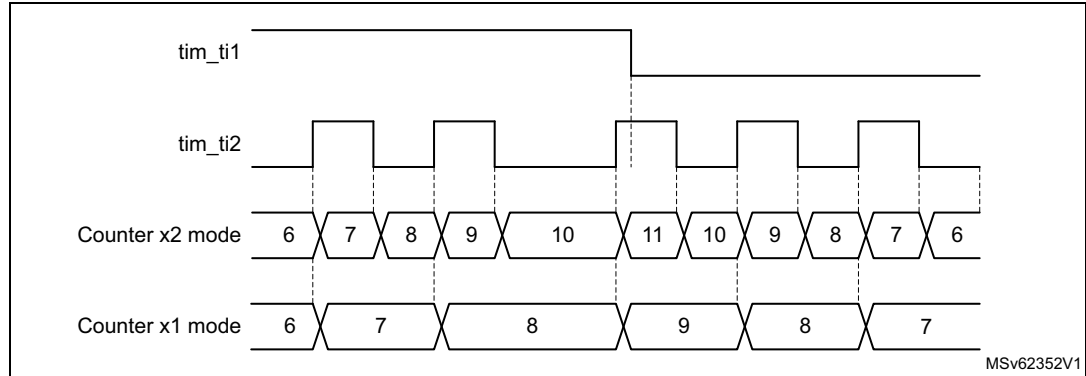 tim_ti1
tim_ti2
Counter x2 mode 6 7 8 9 10 11 10 9 8 7 6
Counter x1 mode 6 7 8 9 8 7
MSv62352V1